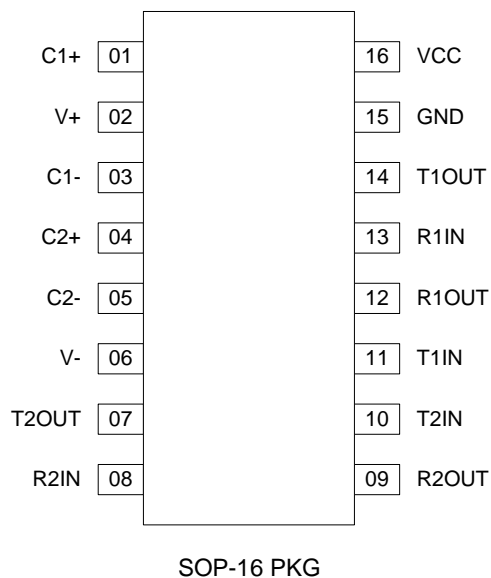 C1+ 01 16 VCC
V+ 02 15 GND
C1- 03 14 T1OUT
C2+ 04 13 R1IN
C2- 05 12 R1OUT
V- 06 11 T1IN
T2OUT 07 10 T2IN
R2IN 08 09 R2OUT
SOP-16 PKG